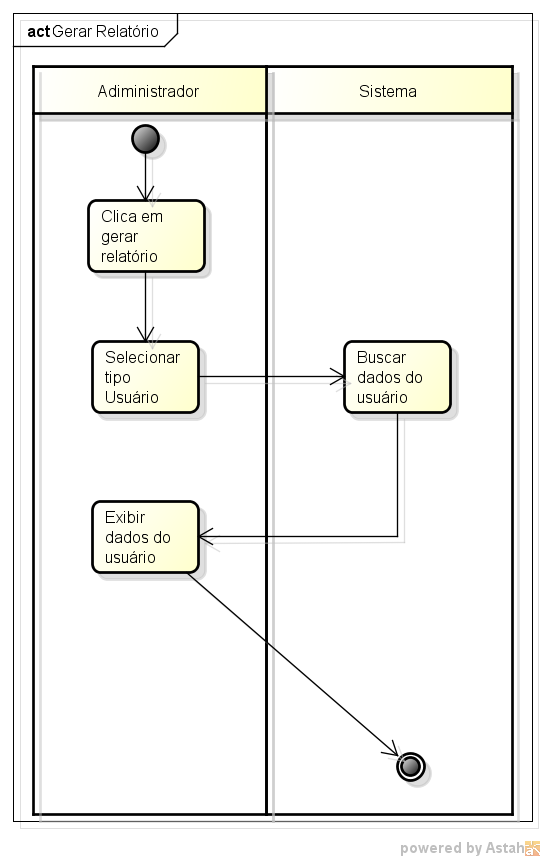 act Gerar Relatório
Adiministrador
Sistema
Clica em
gerar
relatório
Selecionar
tipo
Usuário
Buscar
dados do
usuário
Exibir
dados do
usuário
powered by Astah